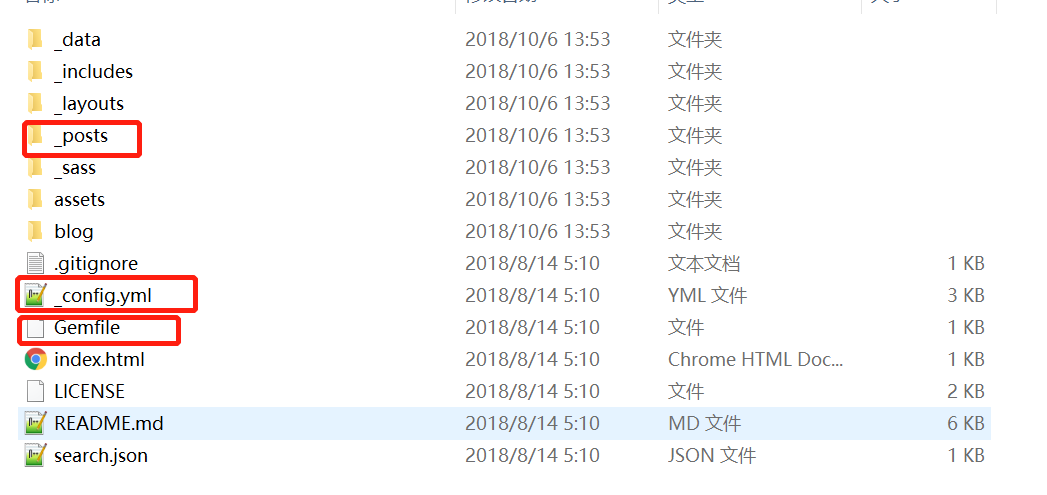 _data 2018/10/6 13:53 文件夹
_includes 2018/10/6 13:53 文件夹
_layouts 2018/10/6 13:53 文件夹
_posts 2018/10/6 13:53 文件夹
_sass 2018/10/6 13:53 文件夹
assets 2018/10/6 13:53 文件夹
blog 2018/10/6 13:53 文件夹
.gitignore 2018/8/14 5:10 文本文档 1 KB
_config.yml 2018/8/14 5:10 YML 文件 3 KB
Gemfile 2018/8/14 5:10 文件 1 KB
index.html 2018/8/14 5:10 Chrome HTML Doc... 1 KB
LICENSE 2018/8/14 5:10 文件 2 KB
README.md 2018/8/14 5:10 MD 文件 6 KB
search.json 2018/8/14 5:10 JSON 文件 1 KB